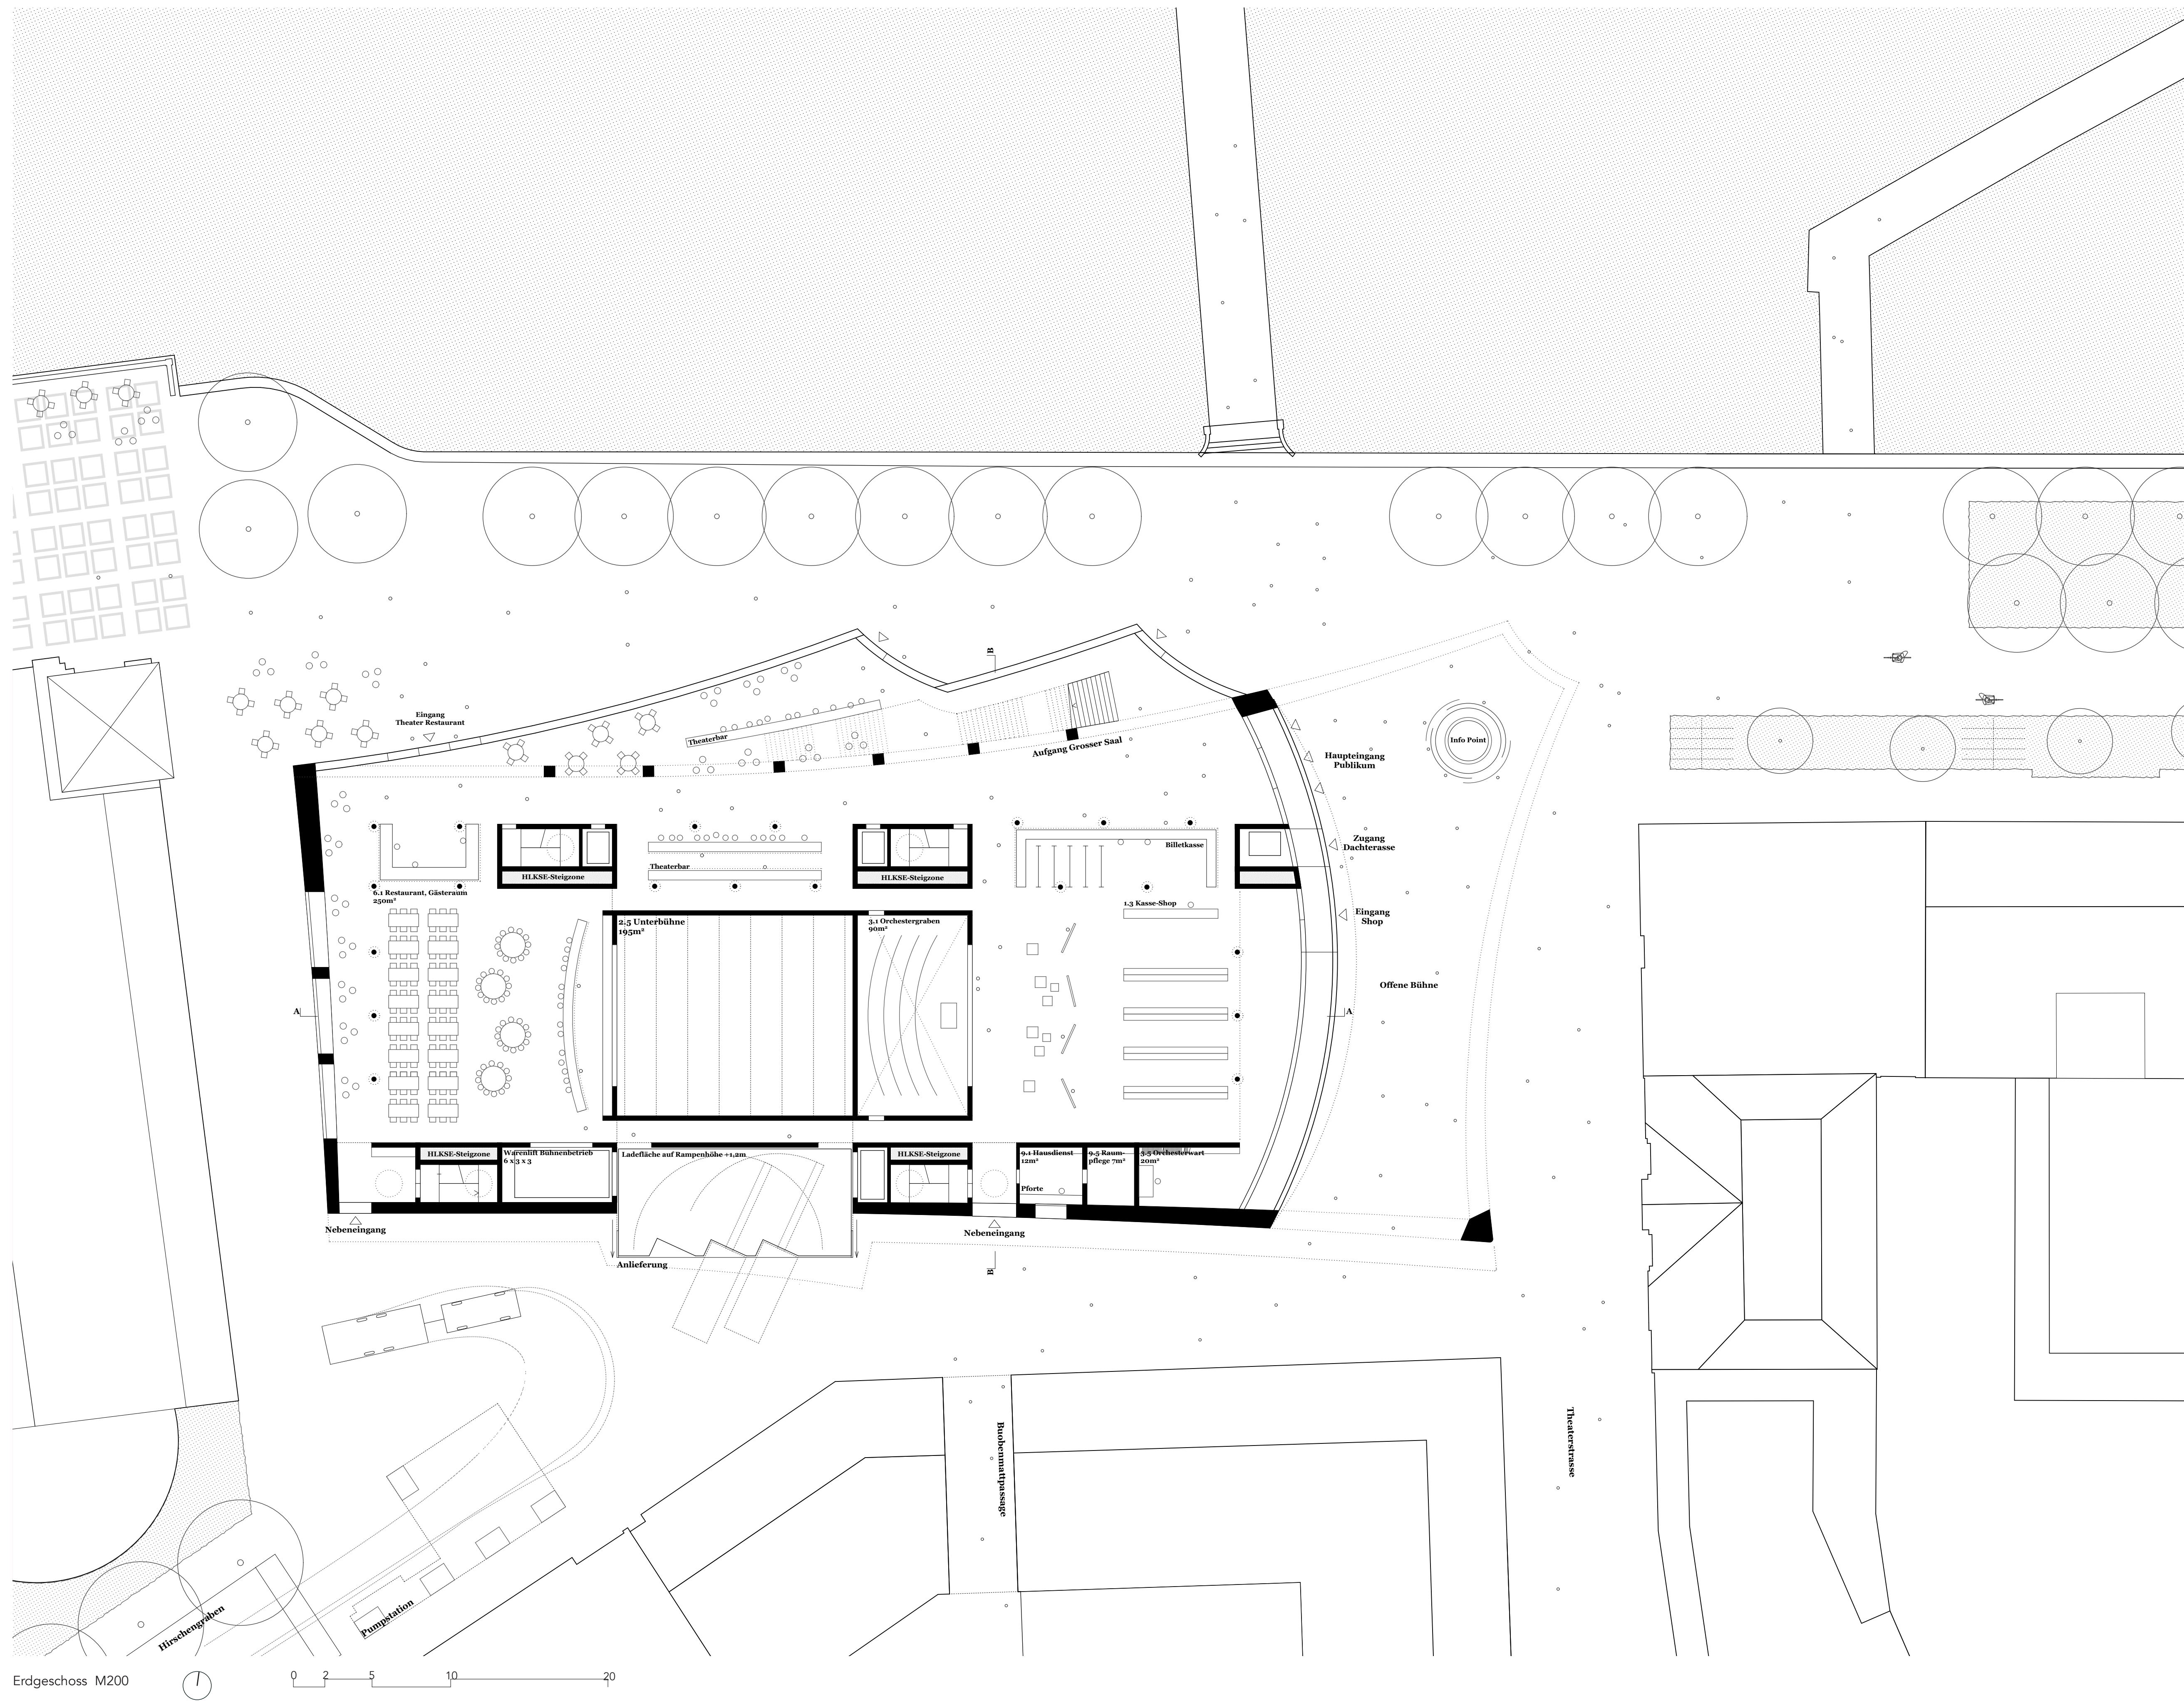 B
Eingang
Theater Restaurant
Theaterbar
Aufgang Grosser Saal
Info Point
Haupteingang
Publikum
Zugang
Dachterasse
Billetkasse
Theaterbar
HLKSE-Steigzone
HLKSE-Steigzone
6.1 Restaurant, Gästeraum
250m²
1.3 Kasse-Shop
Eingang
Shop
2.5 Unterbühne
195m²
3.1 Orchestergraben
90m²
Offene Bühne
A
A
HLKSE-Steigzone
Warenlift Bühnenbetrieb
6 x 3 x 3
Ladefläche auf Rampenhöhe +1,2m
HLKSE-Steigzone
9.1 Hausdienst
12m²
9.5 Raum-
pflege 7m²
3.5 Orchesterwart
20m²
Pforte
Nebeneingang
Nebeneingang
Anlieferung
B
Buobenmattpassage
Theaterstrasse
Hirschengraben
Pumpstation
Erdgeschoss M200
0 2 5 10 20